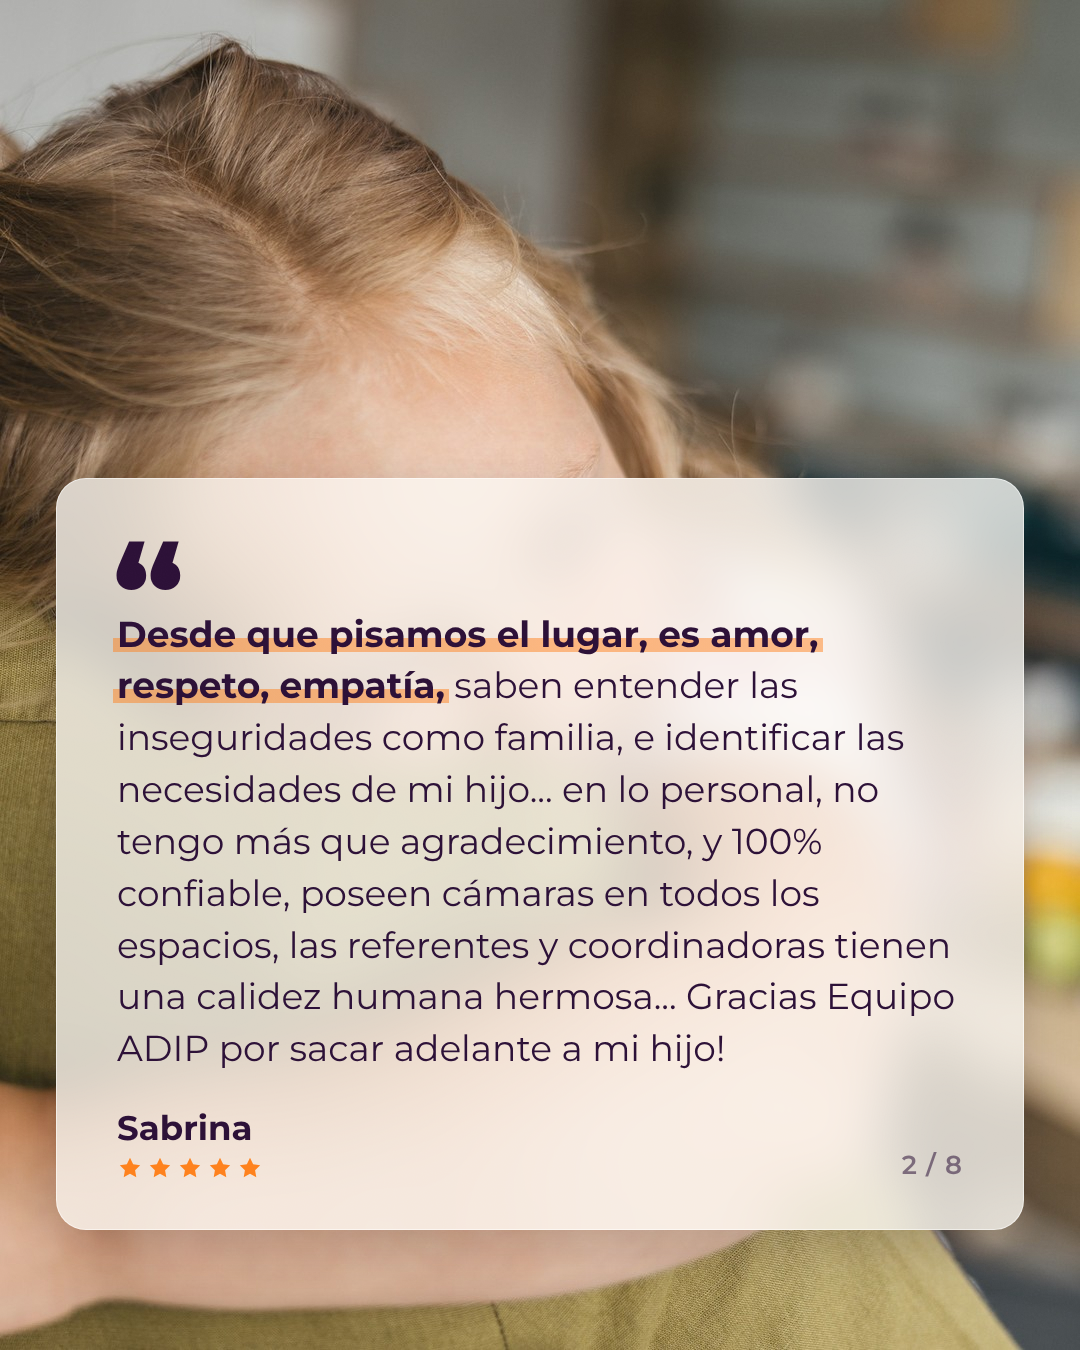 “
Desde que pisamos el lugar, es amor,
respeto, empatía, saben entender las
inseguridades como familia, e identificar las
necesidades de mi hijo... en lo personal, no
tengo más que agradecimiento, y 100%
confiable, poseen cámaras en todos los
espacios, las referentes y coordinadoras tienen
una calidez humana hermosa... Gracias Equipo
ADIP por sacar adelante a mi hijo!
Sabrina
2 / 8